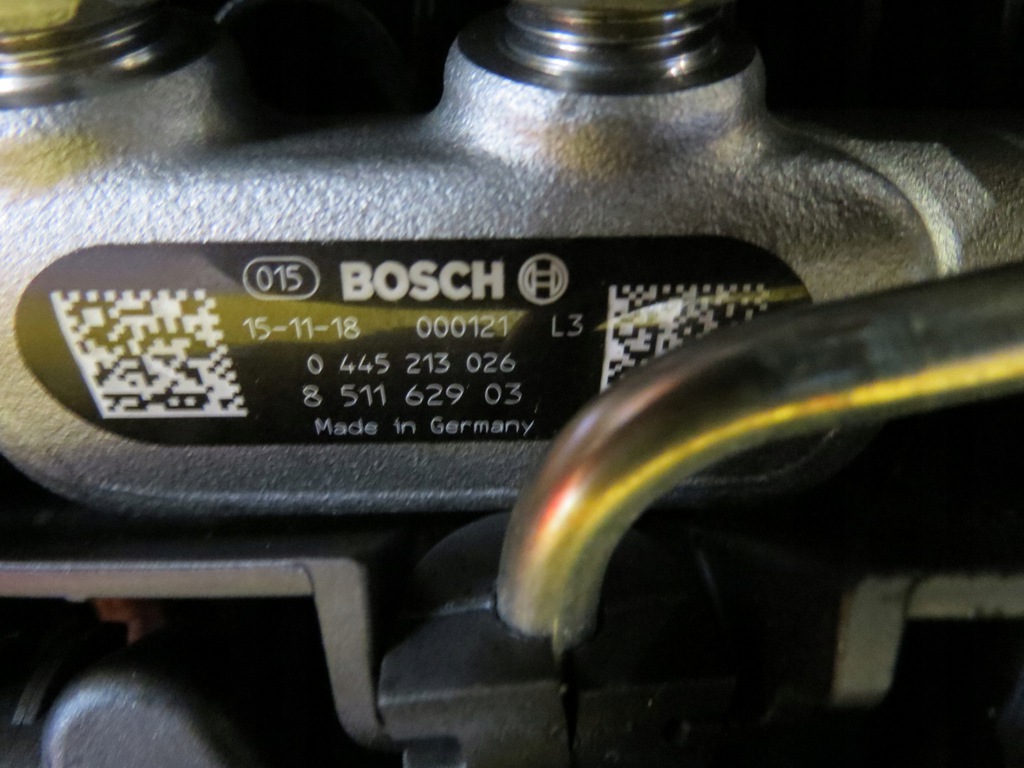 015 BOSCH
15-11-18 000121 L3
0 445 213 026
8 511 629 03
Made in Germany